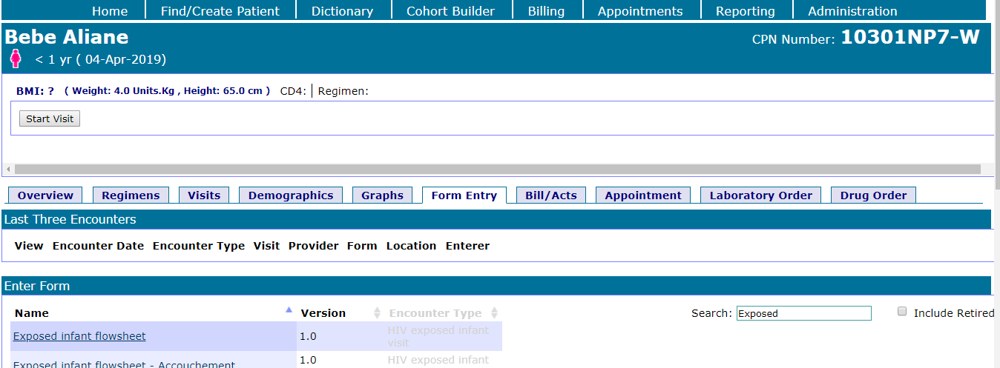 Home Find/Create Patient Dictionary Cohort Builder Billing Appointments Reporting Administration
Bebe Aliane CPN Number: 10301NP7-W
< 1 yr ( 04-Apr-2019)
BMI: ? ( Weight: 4.0 Units.Kg , Height: 65.0 cm ) CD4: | Regimen:
Start Visit
Overview Regimens Visits Demographics Graphs Form Entry Bill/Acts Appointment Laboratory Order Drug Order
Last Three Encounters
View Encounter Date Encounter Type Visit Provider Form Location Enterer
Enter Form
Name Version Encounter Type Search: Exposed Include Retired
Exposed infant flowsheet 1.0 HIV exposed infant
visit
Exposed infant flowsheet - Accouchement 1.0 HIV exposed infant